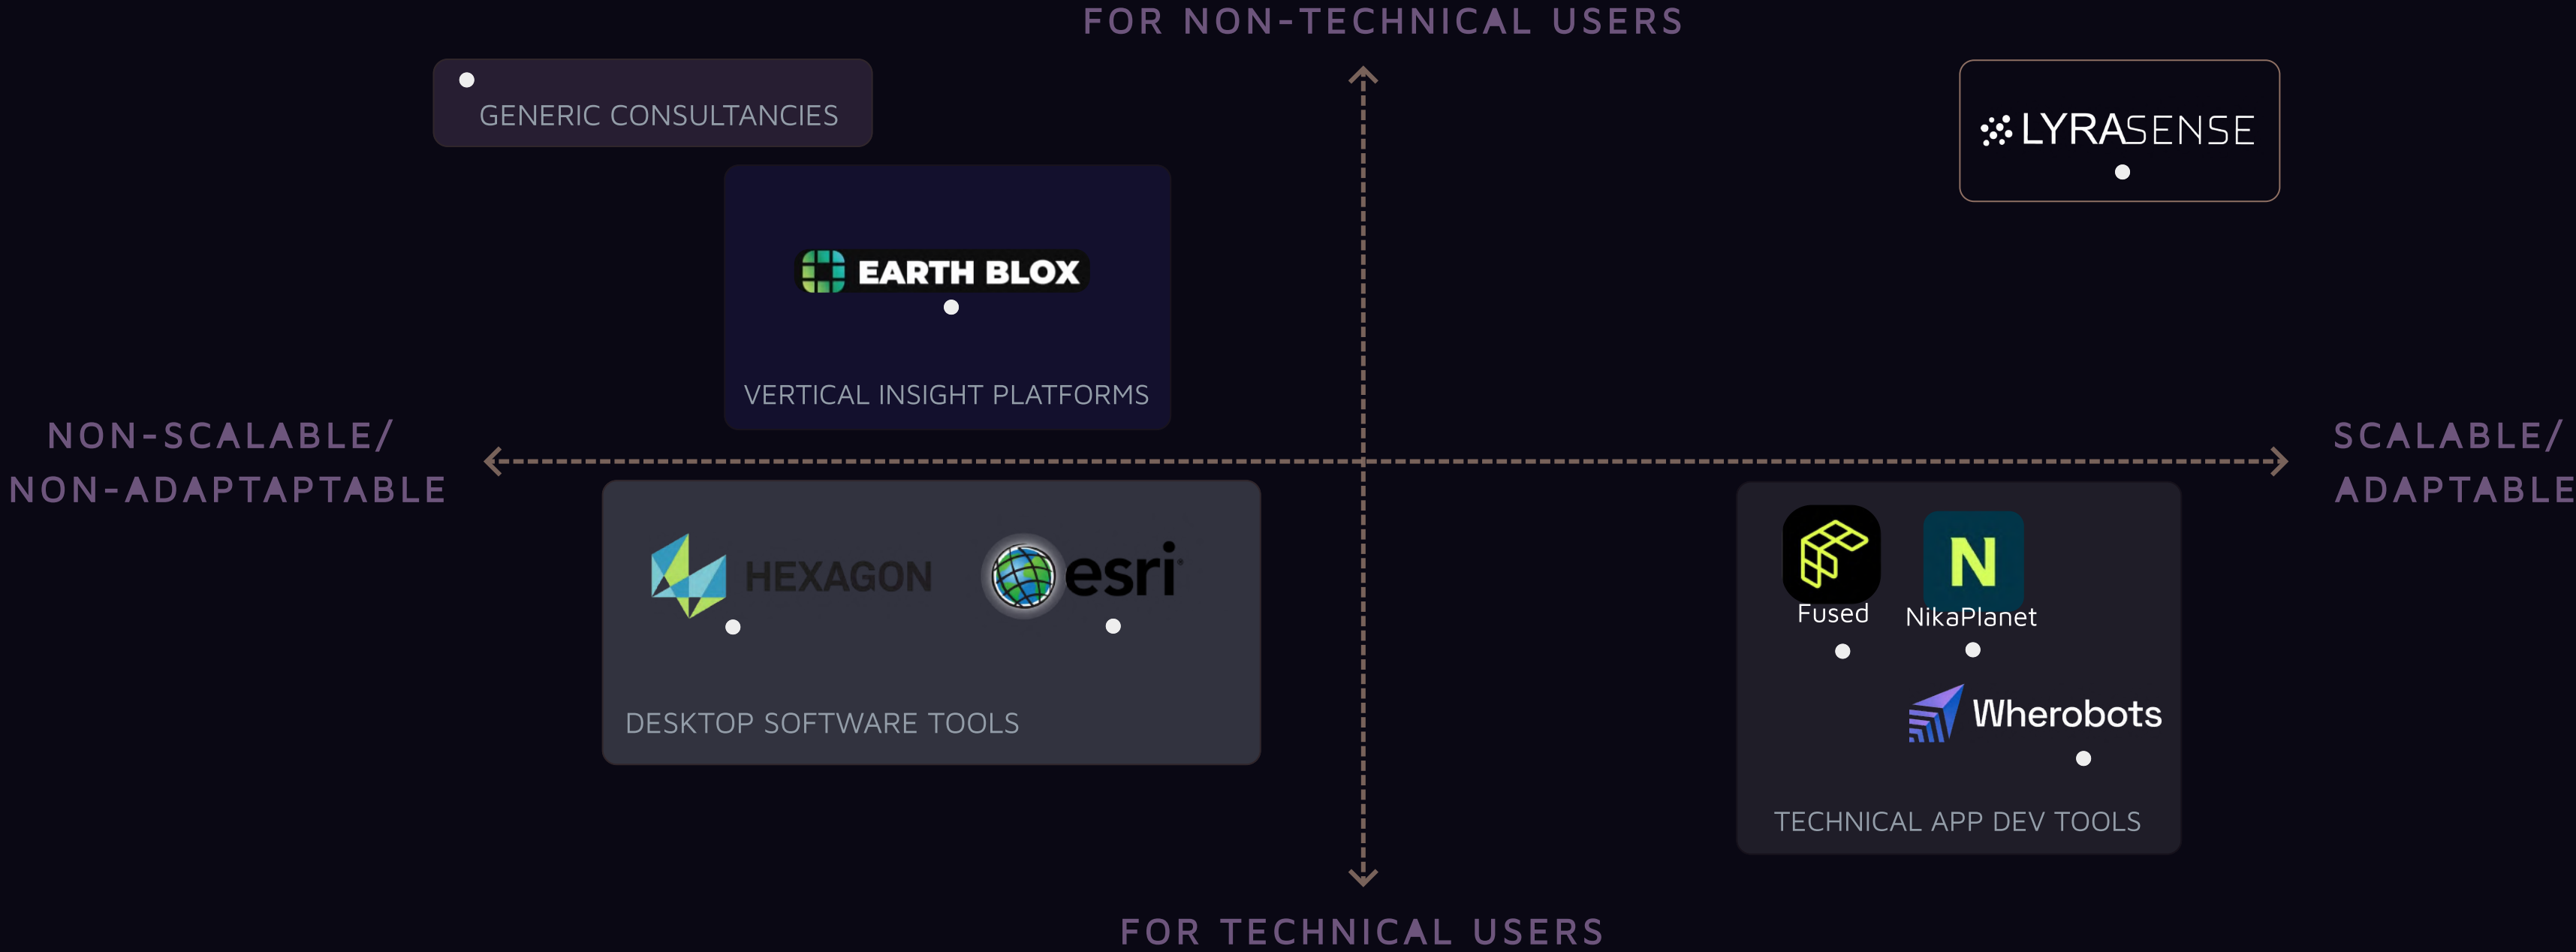 FOR NON-TECHNICAL USERS
GENERIC CONSULTANCIES
LYRASENSE
EARTH BLOX
VERTICAL INSIGHT PLATFORMS
NON-SCALABLE/
NON-ADAPTAPTABLE
SCALABLE/
ADAPTABLE
HEXAGON
esri
DESKTOP SOFTWARE TOOLS
N
Fused
NikaPlanet
Wherobots
TECHNICAL APP DEV TOOLS
FOR TECHNICAL USERS